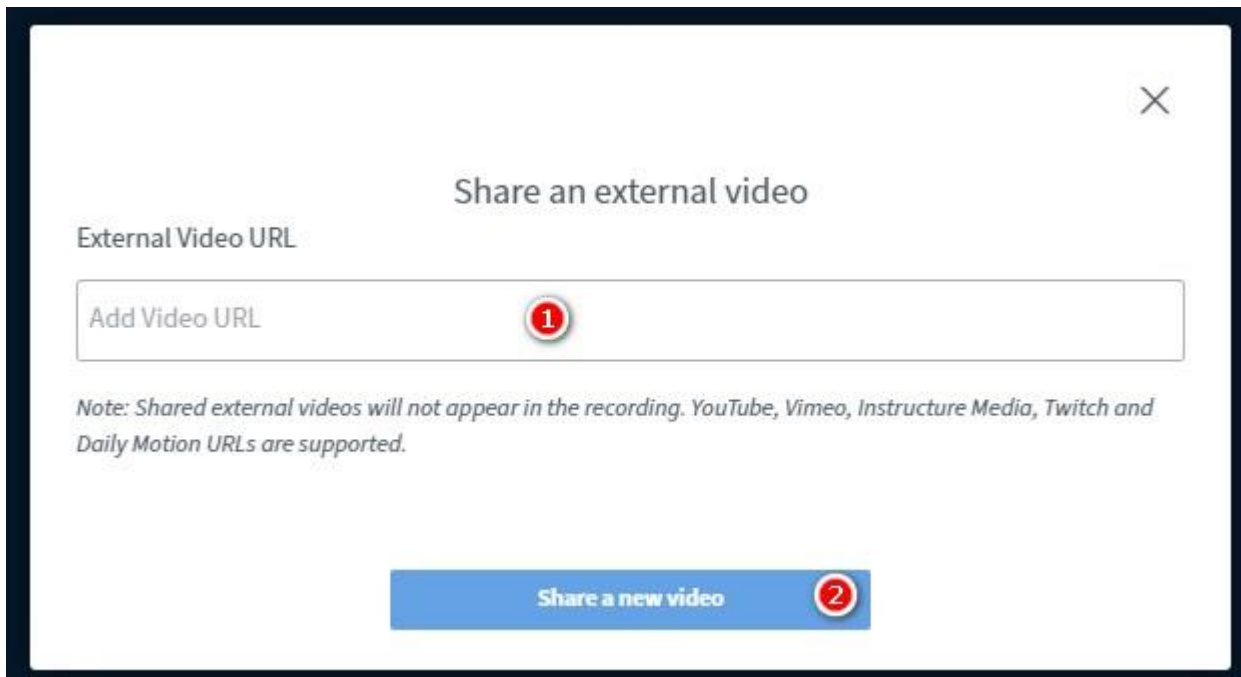 Share an external video
External Video URL
Add Video URL
1
Note: Shared external videos will not appear in the recording. YouTube, Vimeo, Instructure Media, Twitch and
Daily Motion URLs are supported.
Share a new video
2